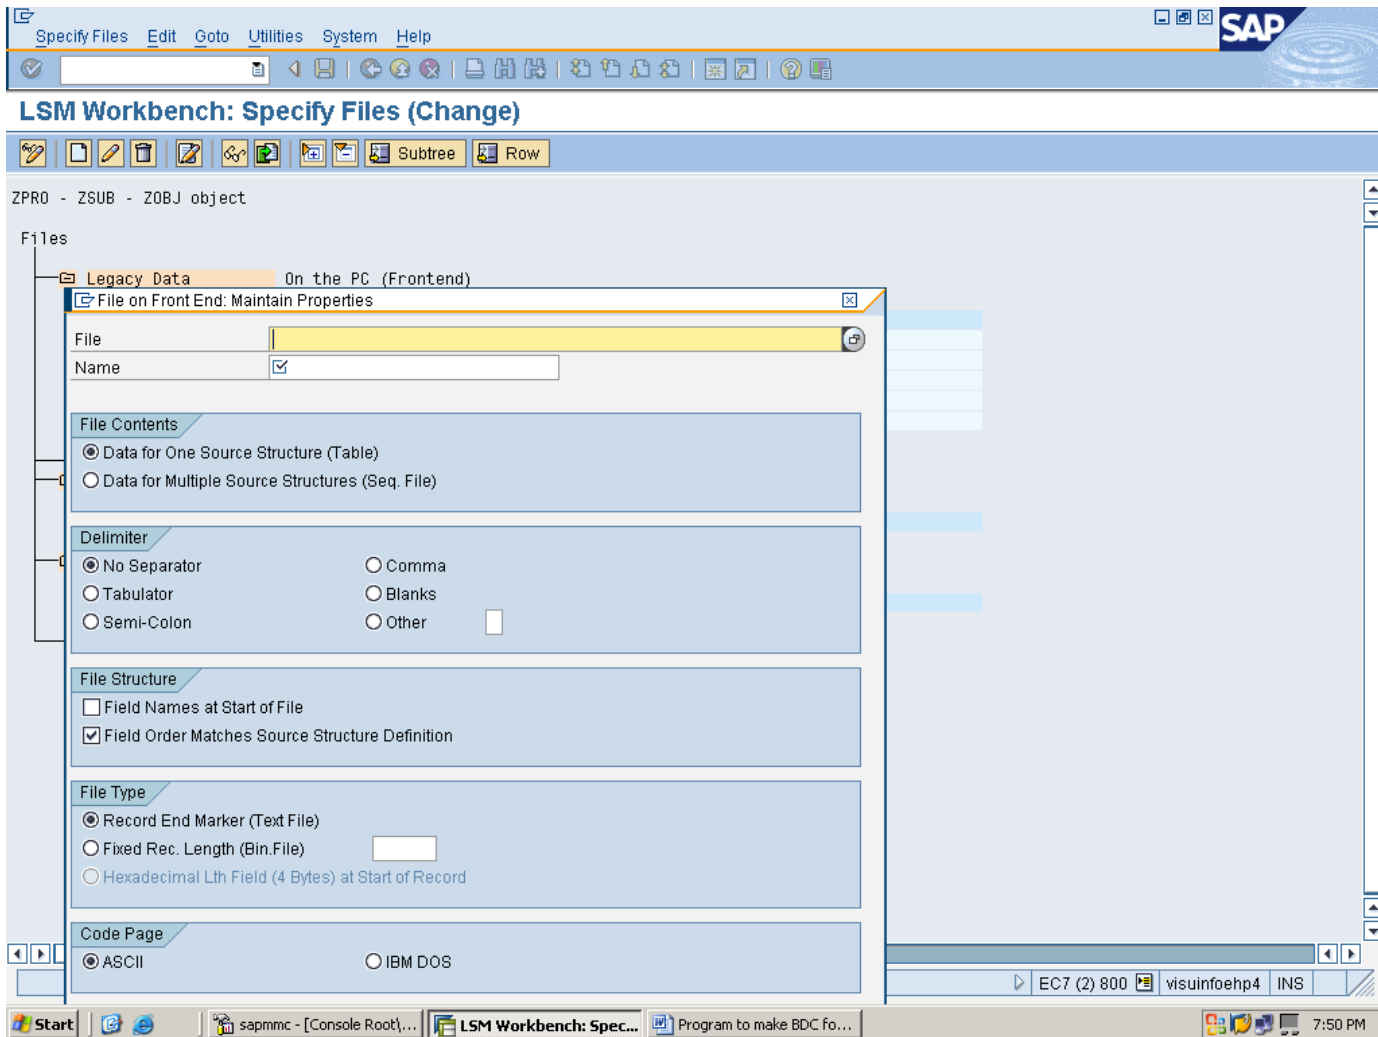 SAP
Specify Files Edit Goto Utilities System Help
LSM Workbench: Specify Files (Change)
Subtree Row
ZPRO - ZSUB - ZOBJ object
Files
Legacy Data On the PC (Frontend)
File on Front End: Maintain Properties
File
Name
File Contents
Data for One Source Structure (Table)
Data for Multiple Source Structures (Seq. File)
Delimiter
No Separator Comma
Tabulator Blanks
Semi-Colon Other
File Structure
Field Names at Start of File
Field Order Matches Source Structure Definition
File Type
Record End Marker (Text File)
Fixed Rec. Length (Bin.File)
Hexadecimal Lth Field (4 Bytes) at Start of Record
Code Page
ASCII IBM DOS
EC7 (2) 800 visuinfoehp4 INS
Start sapmmc - [Console Root\... LSM Workbench: Spec... Program to make BDC fo... 7:50 PM